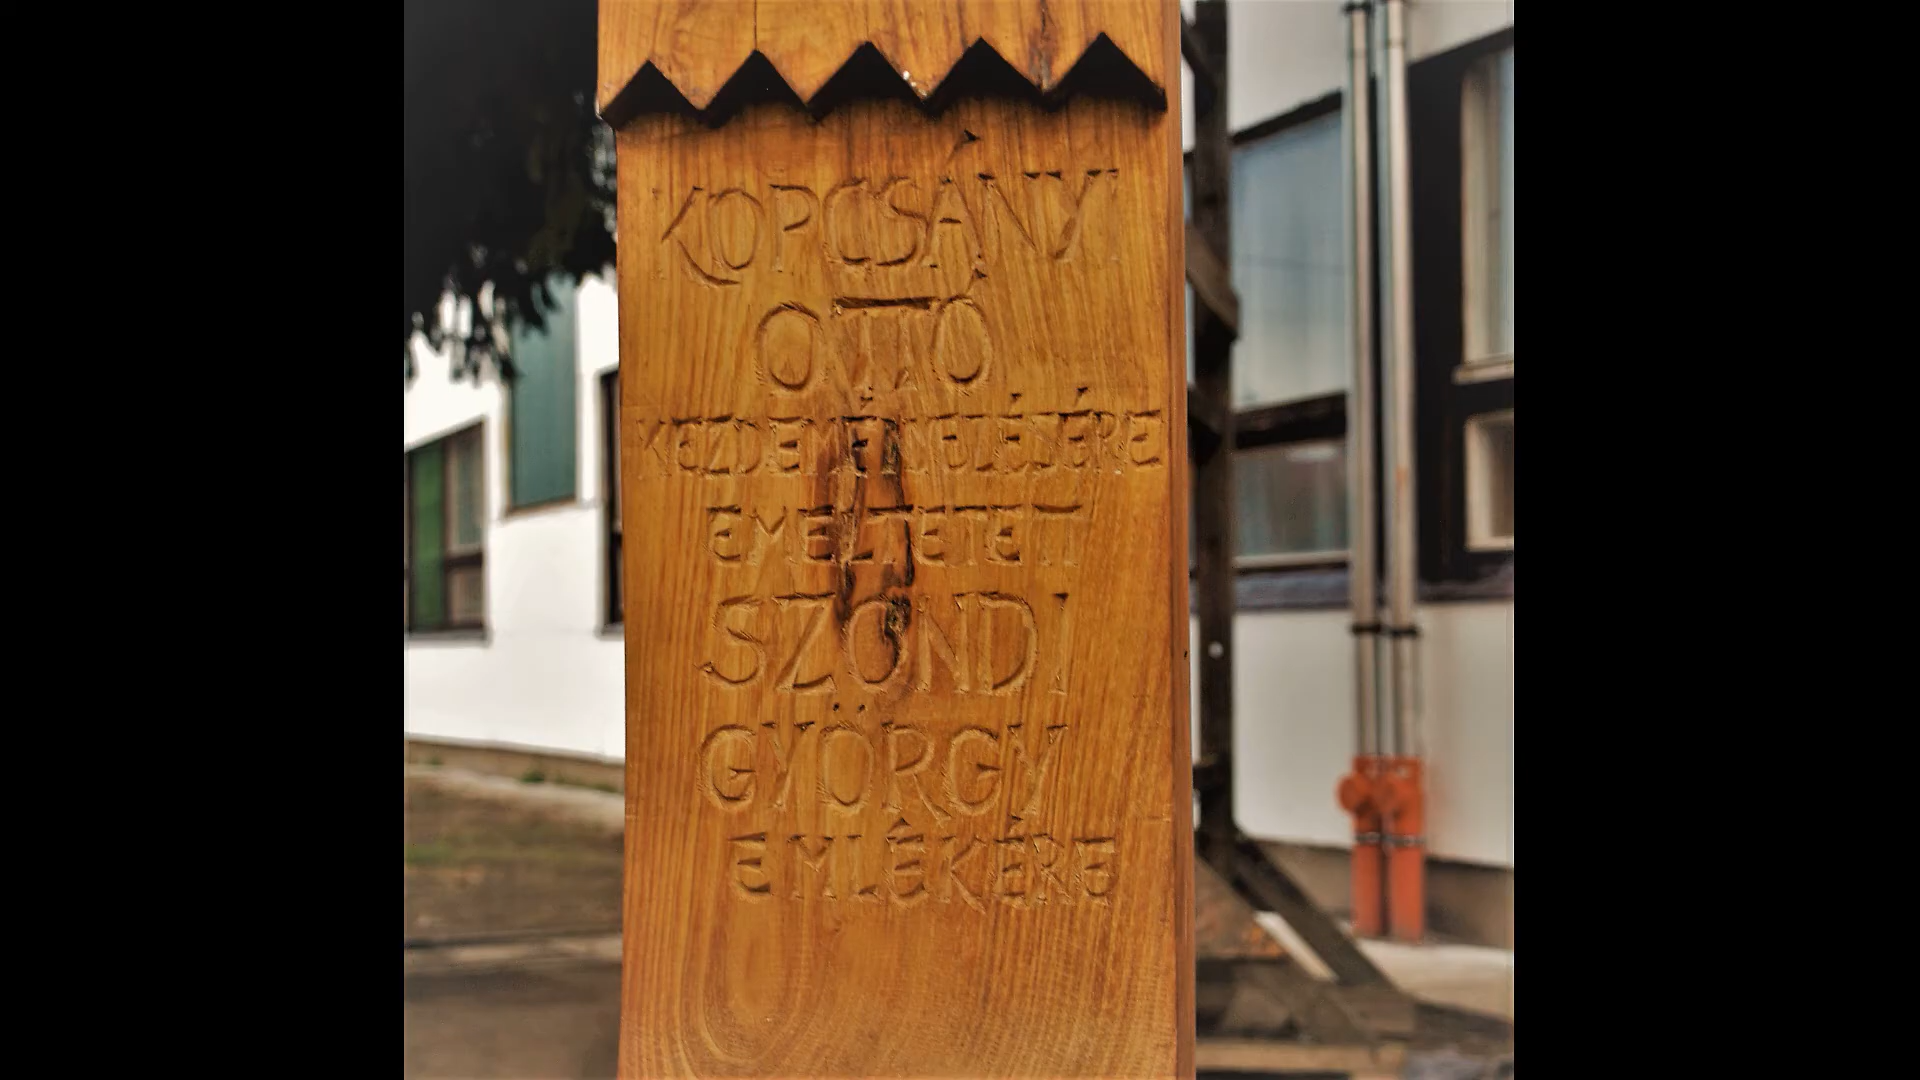 KOPCSÁNYI
OTTÓ
KEZDEMÉNYEZÉSÉRE
EMELTETETT
SZONDI
GYÖRGY
EMLÉKÉRE